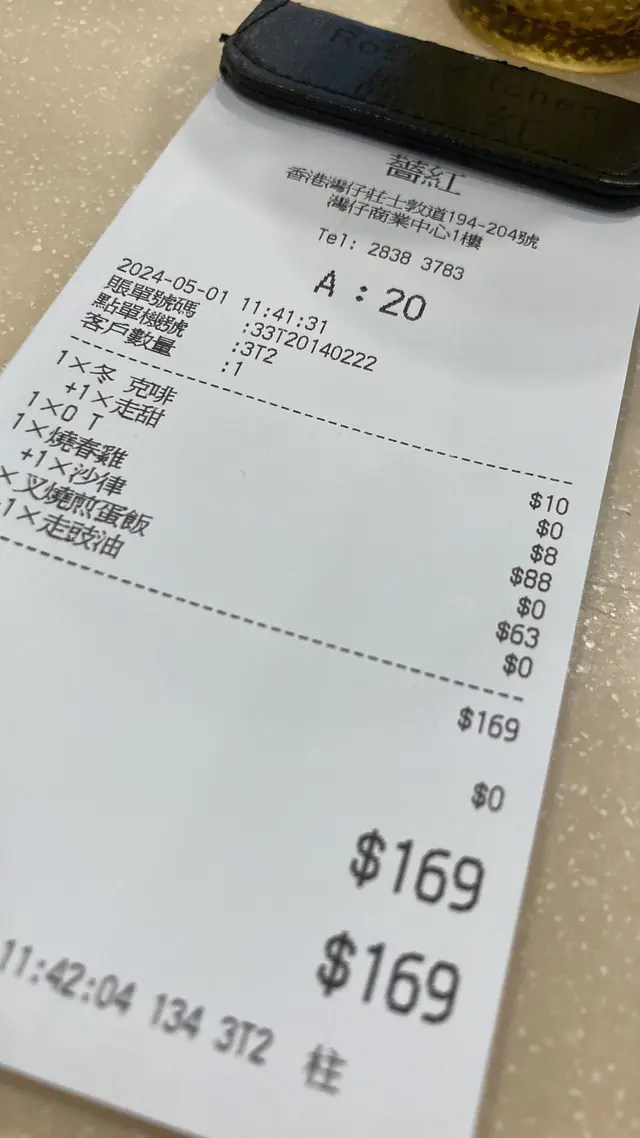 薔紅
香港灣仔莊士敦道194-204號
灣仔商業中心1樓
Tel: 2838 3783
A：20
2024-05-01 11:41:31
賬單號碼 :33T20140222
點單機號 :3T2
客戶數量 :1
1×冬 克啡 $10
+1×走甜 $0
1×O T $8
1×燒春雞 $88
+1×沙律 $0
×叉燒煎蛋飯 $63
1×走豉油 $0
$169
$0
$169
$169
11:42:04 134 3T2 柱